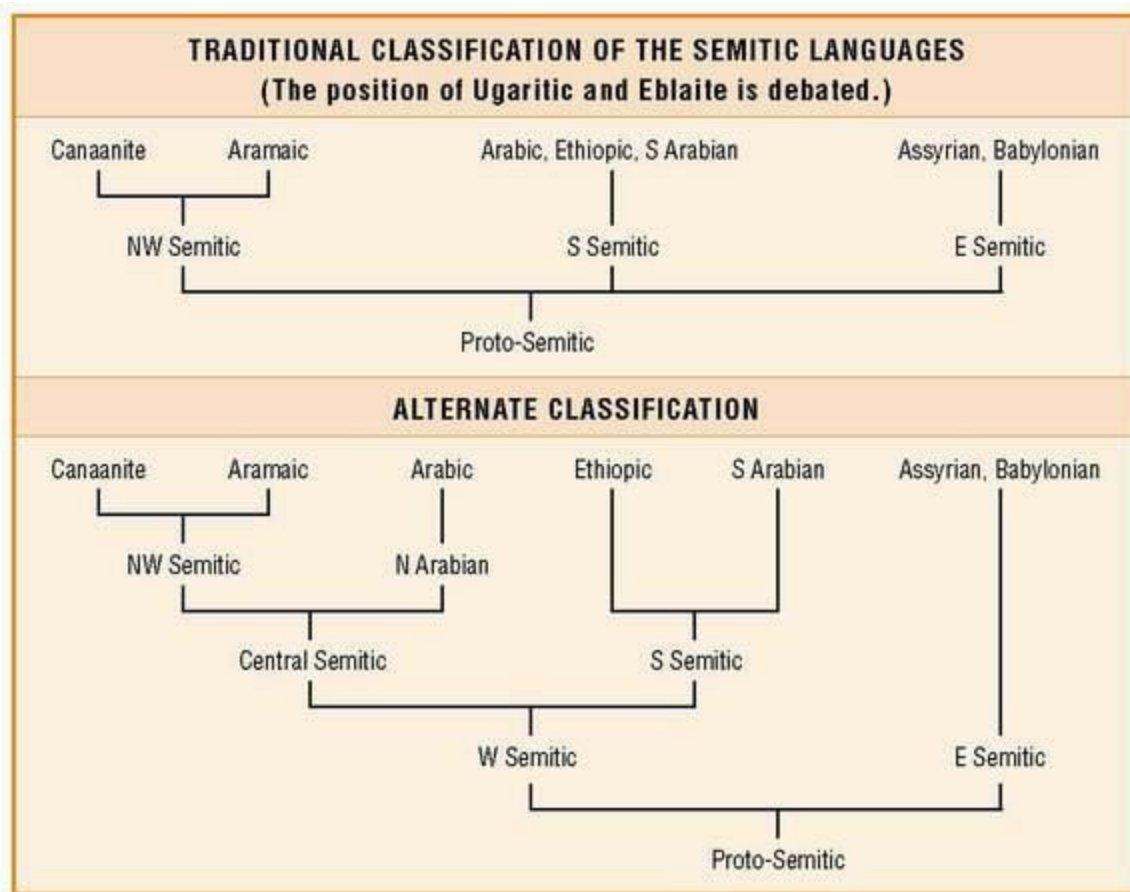 TRADITIONAL CLASSIFICATION OF THE SEMITIC LANGUAGES
(The position of Ugaritic and Eblaite is debated.)
Canaanite Aramaic Arabic, Ethiopic, S Arabian Assyrian, Babylonian
NW Semitic S Semitic E Semitic
Proto-Semitic
ALTERNATE CLASSIFICATION
Canaanite Aramaic Arabic Ethiopic S Arabian Assyrian, Babylonian
NW Semitic N Arabian
Central Semitic S Semitic
W Semitic E Semitic
Proto-Semitic